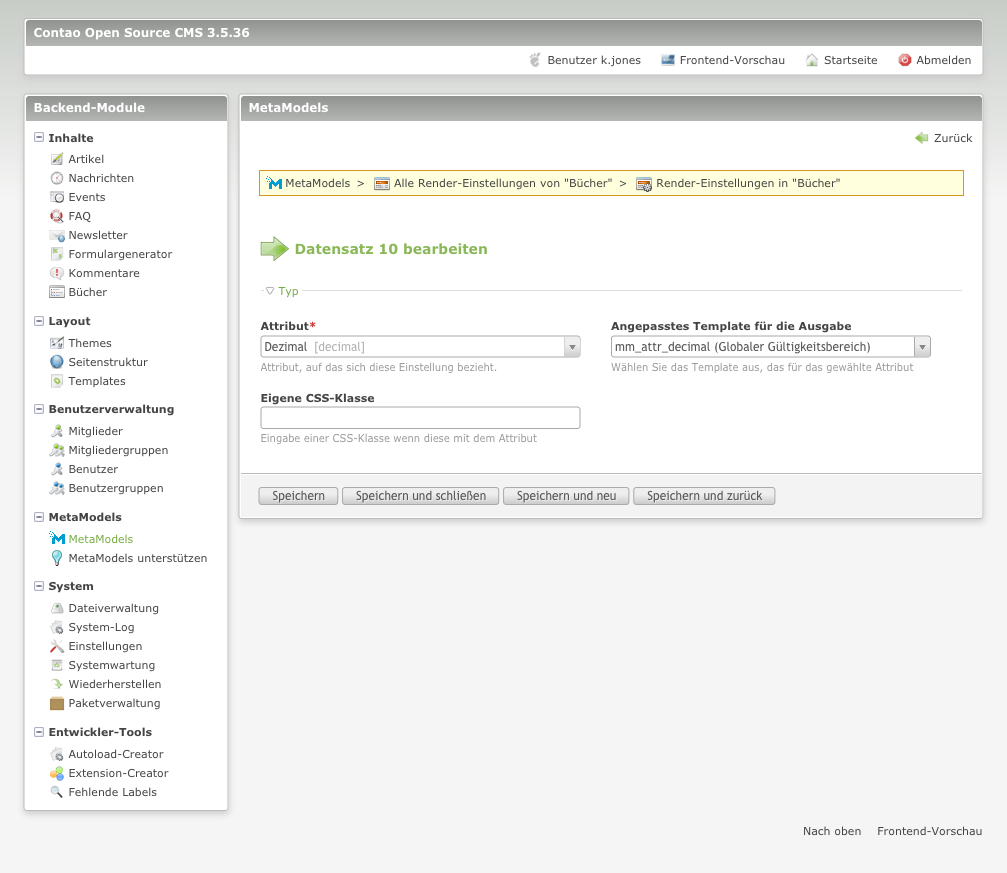 Contao Open Source CMS 3.5.36
Benutzer k.jones Frontend-Vorschau Startseite Abmelden
Backend-Module
Inhalte
Artikel
Nachrichten
Events
FAQ
Newsletter
Formulargenerator
Kommentare
Bücher
Layout
Themes
Seitenstruktur
Templates
Benutzerverwaltung
Mitglieder
Mitgliedergruppen
Benutzer
Benutzergruppen
MetaModels
MetaModels
MetaModels unterstützen
System
Dateiverwaltung
System-Log
Einstellungen
Systemwartung
Wiederherstellen
Paketverwaltung
Entwickler-Tools
Autoload-Creator
Extension-Creator
Fehlende Labels
MetaModels
Zurück
MetaModels > Alle Render-Einstellungen von "Bücher" > Render-Einstellungen in "Bücher"
Datensatz 10 bearbeiten
Typ
Attribut*
Dezimal [decimal]
Attribut, auf das sich diese Einstellung bezieht.
Angepasstes Template für die Ausgabe
mm_attr_decimal (Globaler Gültigkeitsbereich)
Wählen Sie das Template aus, das für das gewählte Attribut
Eigene CSS-Klasse
Eingabe einer CSS-Klasse wenn diese mit dem Attribut
Speichern Speichern und schließen Speichern und neu Speichern und zurück
Nach oben Frontend-Vorschau